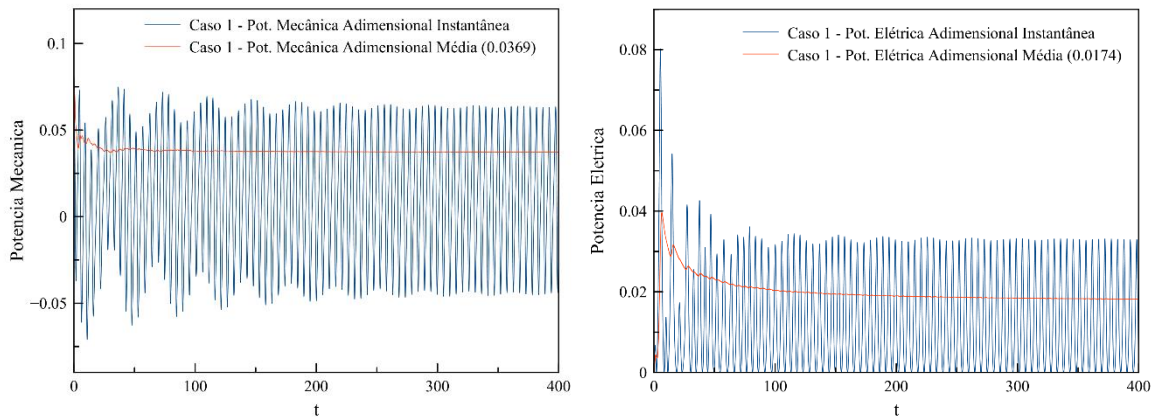 Caso 1 - Pot. Mecânica Adimensional Instantânea
Caso 1 - Pot. Mecânica Adimensional Média (0.0369)
0.1
0.05
0
−0.05
Potencia Mecanica
0
100
200
300
400
t
Caso 1 - Pot. Elétrica Adimensional Instantânea
Caso 1 - Pot. Elétrica Adimensional Média (0.0174)
0.08
0.06
0.04
0.02
0
Potencia Eletrica
0
100
200
300
400
t